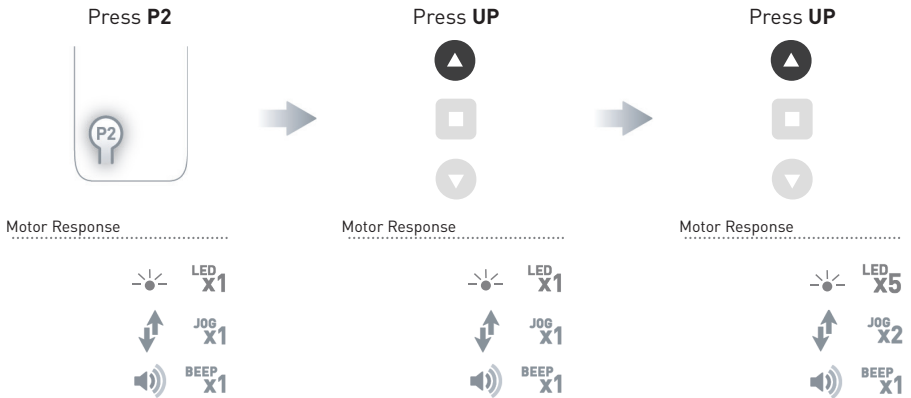 Press P2
Press UP
Press UP
P2
Motor Response
Motor Response
Motor Response
LED X1
LED X1
LED X5
JOG X1
JOG X1
JOG X2
BEEP X1
BEEP X1
BEEP X1